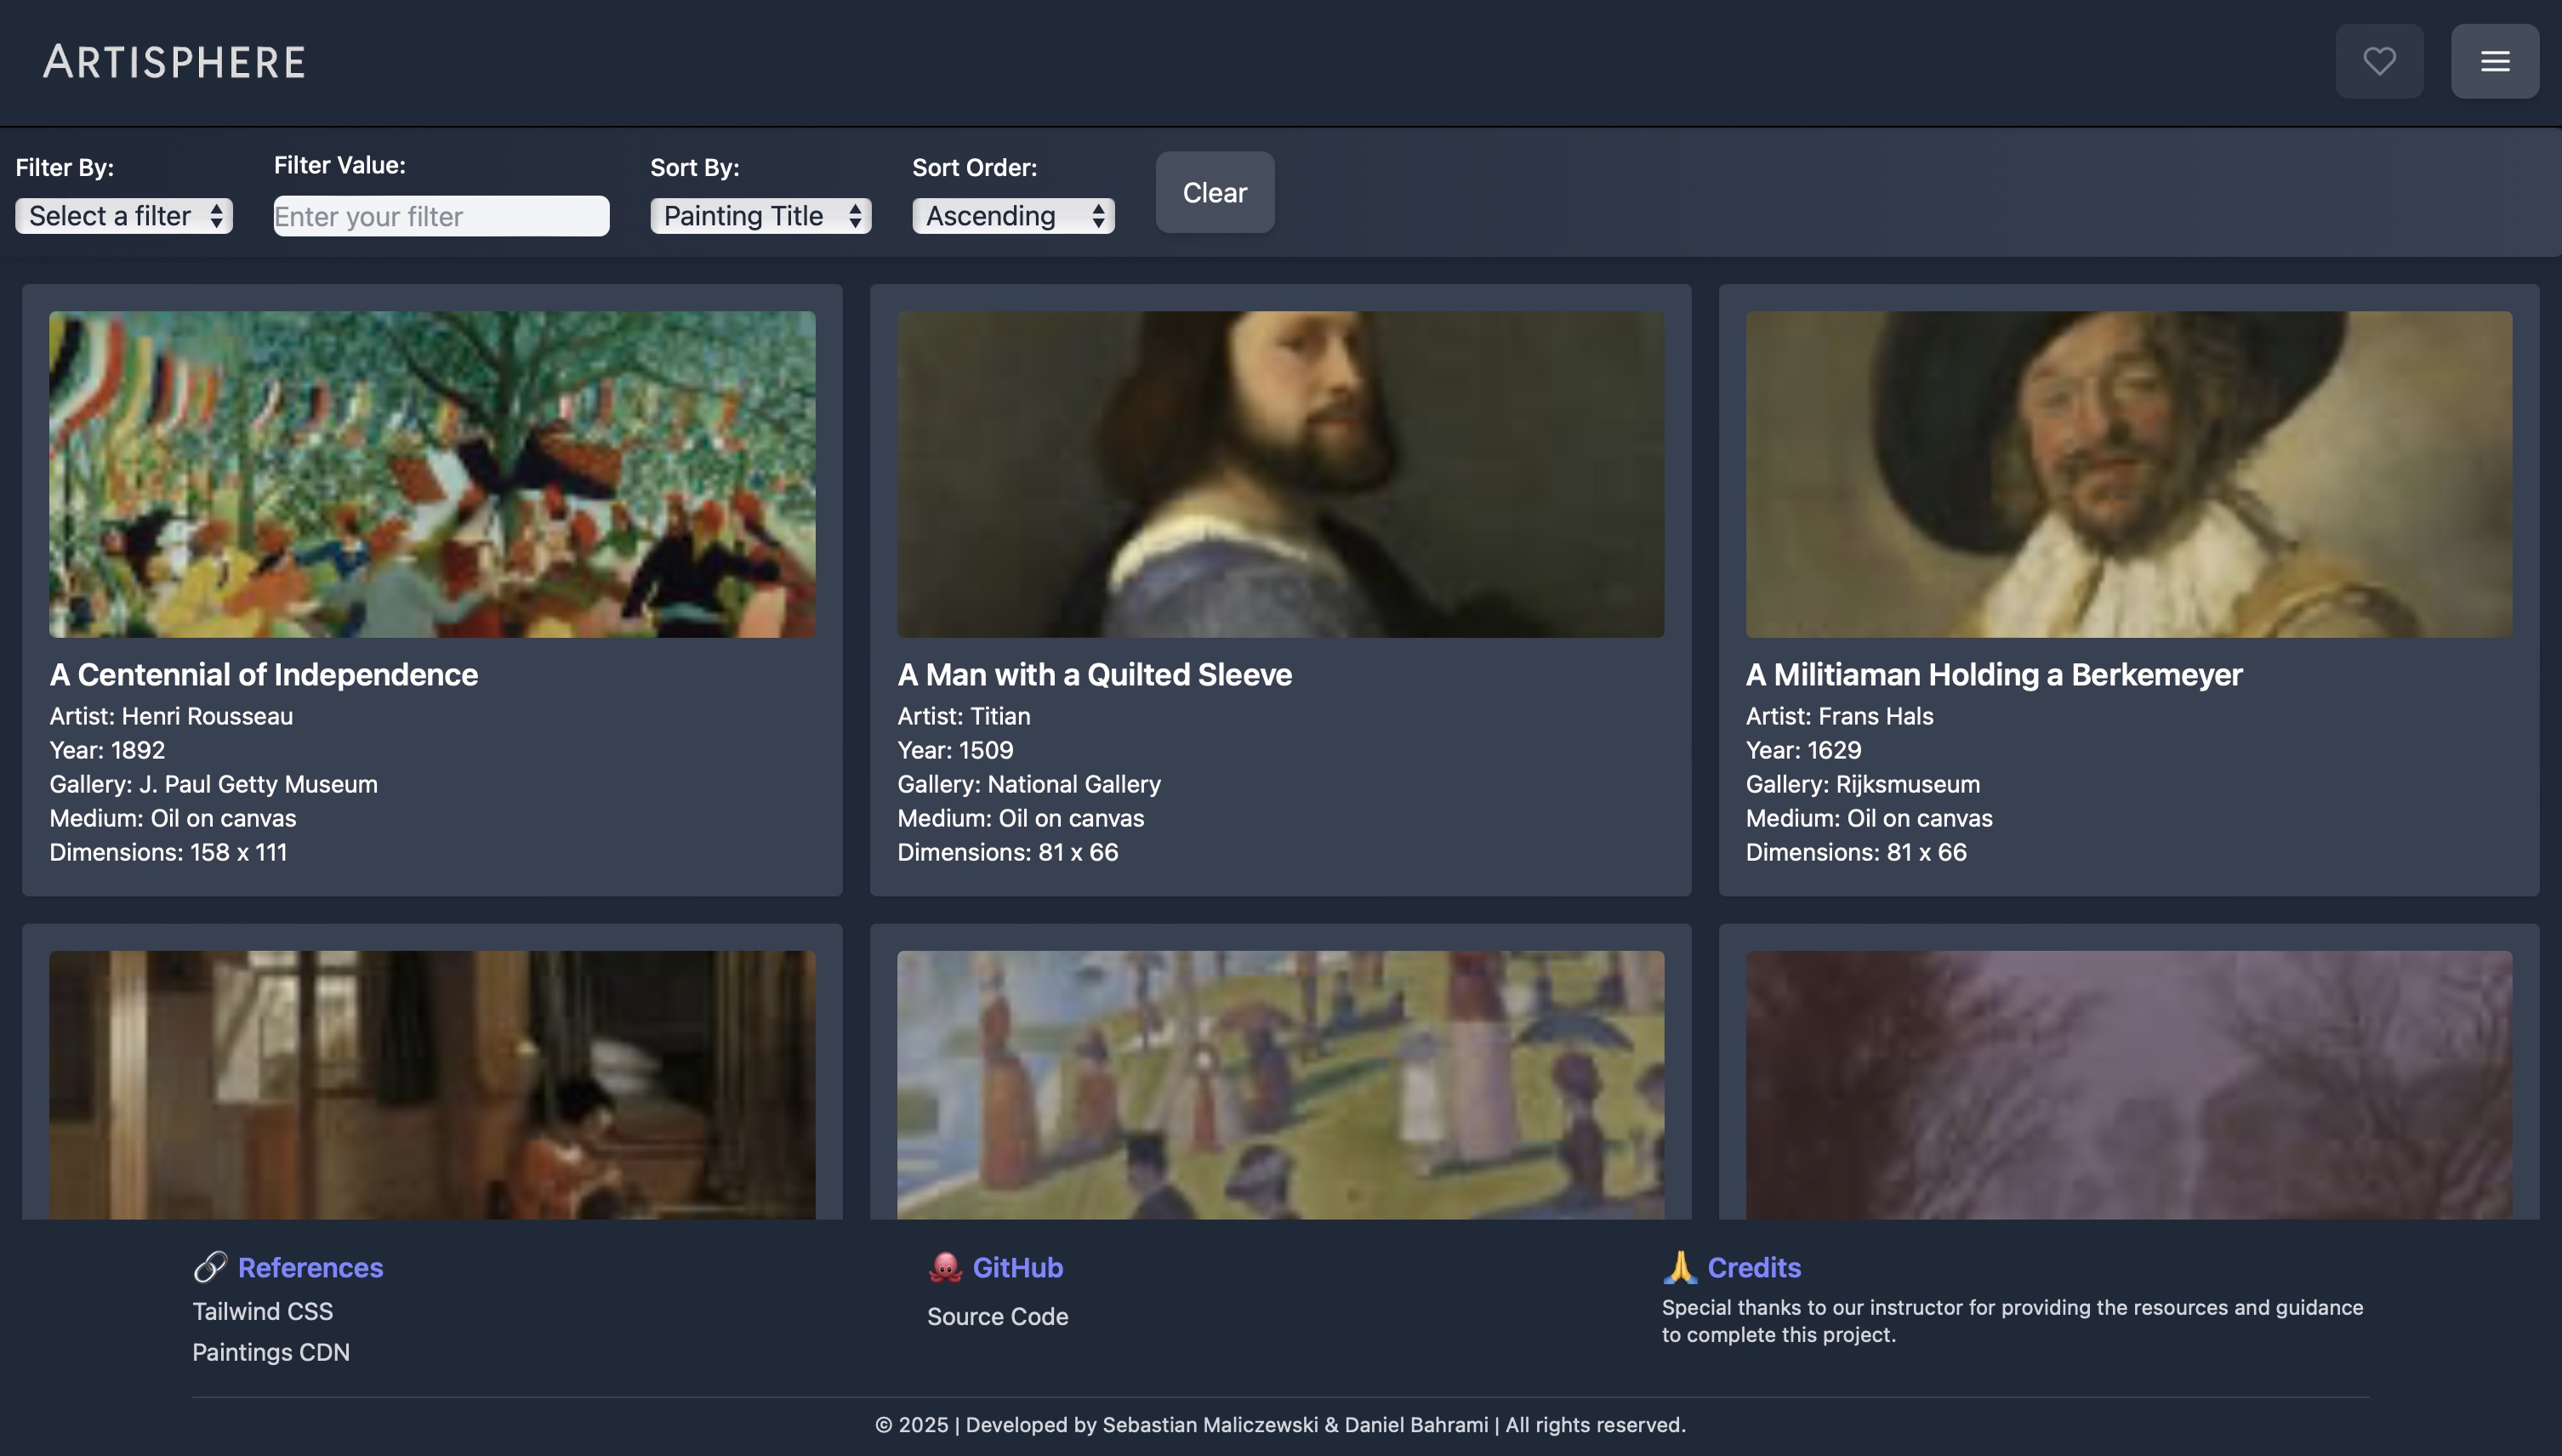 ARTISPHERE
Filter By:
Select a filter
Filter Value:
Enter your filter
Sort By:
Painting Title
Sort Order:
Ascending
Clear
A Centennial of Independence
Artist: Henri Rousseau
Year: 1892
Gallery: J. Paul Getty Museum
Medium: Oil on canvas
Dimensions: 158 x 111
A Man with a Quilted Sleeve
Artist: Titian
Year: 1509
Gallery: National Gallery
Medium: Oil on canvas
Dimensions: 81 x 66
A Militiaman Holding a Berkemeyer
Artist: Frans Hals
Year: 1629
Gallery: Rijksmuseum
Medium: Oil on canvas
Dimensions: 81 x 66
🔗 References
Tailwind CSS
Paintings CDN
🐙 GitHub
Source Code
🙏 Credits
Special thanks to our instructor for providing the resources and guidance
to complete this project.
© 2025 | Developed by Sebastian Maliczewski & Daniel Bahrami | All rights reserved.